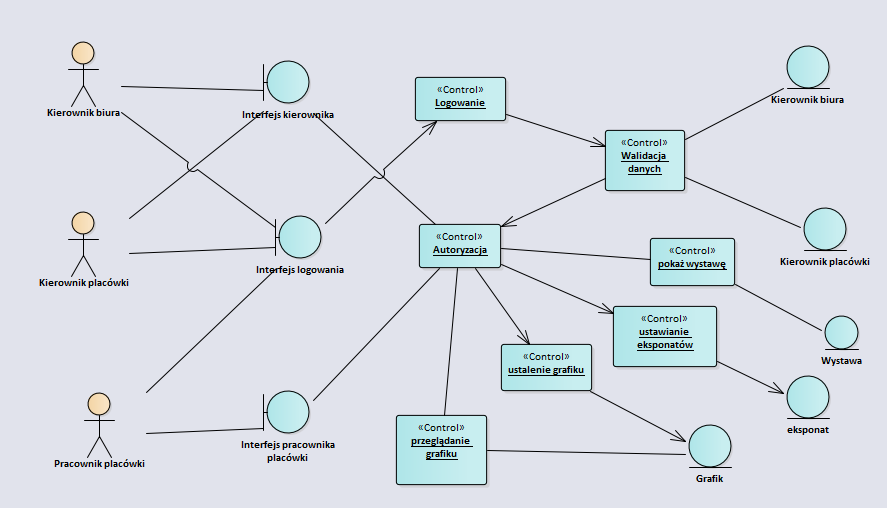 Kierownik biura
Interfejs kierownika
«Control»
Logowanie
Kierownik biura
«Control»
Walidacja
danych
Kierownik placówki
Interfejs logowania
«Control»
Autoryzacja
«Control»
pokaż wystawę
Kierownik placówki
«Control»
ustawianie
eksponatów
Wystawa
«Control»
ustalenie grafiku
eksponat
Pracownik placówki
Interfejs pracownika
placówki
«Control»
przeglądanie
grafiku
Grafik